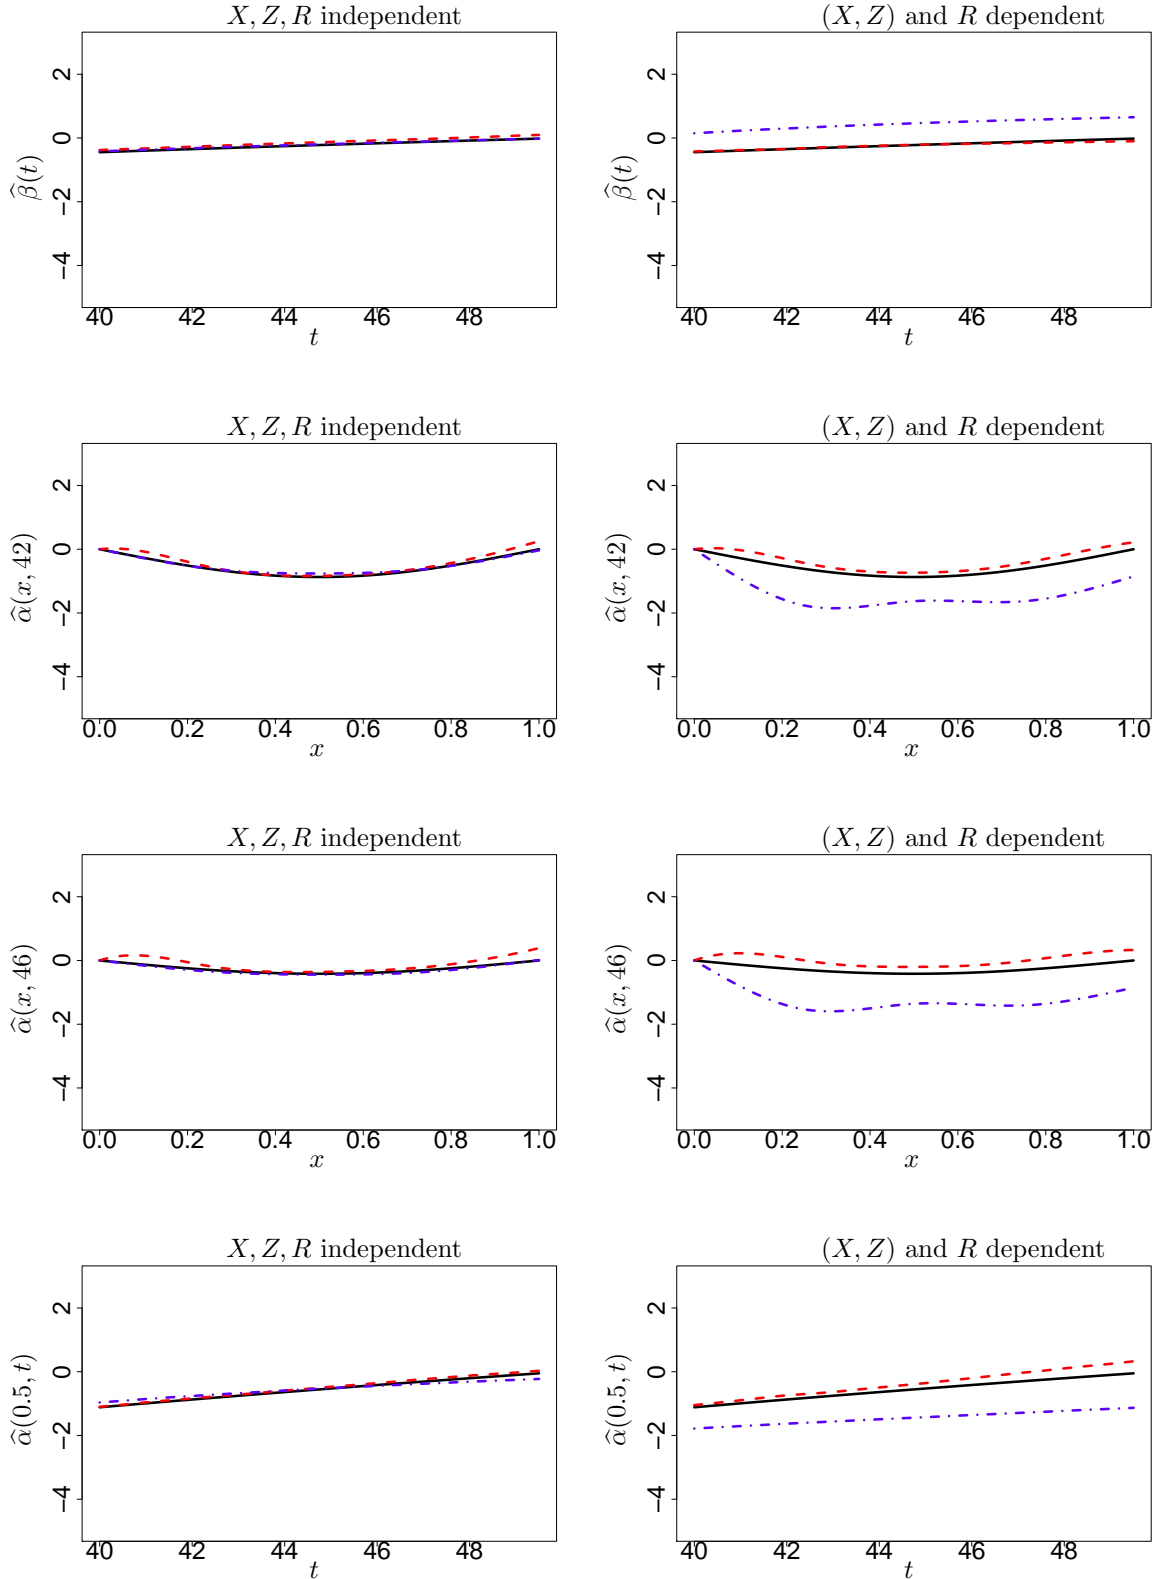 X, Z, R independent
2
0
−2
−4
β̂(t)
40 42 44 46 48
t
(X, Z) and R dependent
2
0
−2
−4
β̂(t)
40 42 44 46 48
t
X, Z, R independent
2
0
−2
−4
α̂(x, 42)
0.0 0.2 0.4 0.6 0.8 1.0
x
(X, Z) and R dependent
2
0
−2
−4
α̂(x, 42)
0.0 0.2 0.4 0.6 0.8 1.0
x
X, Z, R independent
2
0
−2
−4
α̂(x, 46)
0.0 0.2 0.4 0.6 0.8 1.0
x
(X, Z) and R dependent
2
0
−2
−4
α̂(x, 46)
0.0 0.2 0.4 0.6 0.8 1.0
x
X, Z, R independent
2
0
−2
−4
α̂(0.5, t)
40 42 44 46 48
t
(X, Z) and R dependent
2
0
−2
−4
α̂(0.5, t)
40 42 44 46 48
t